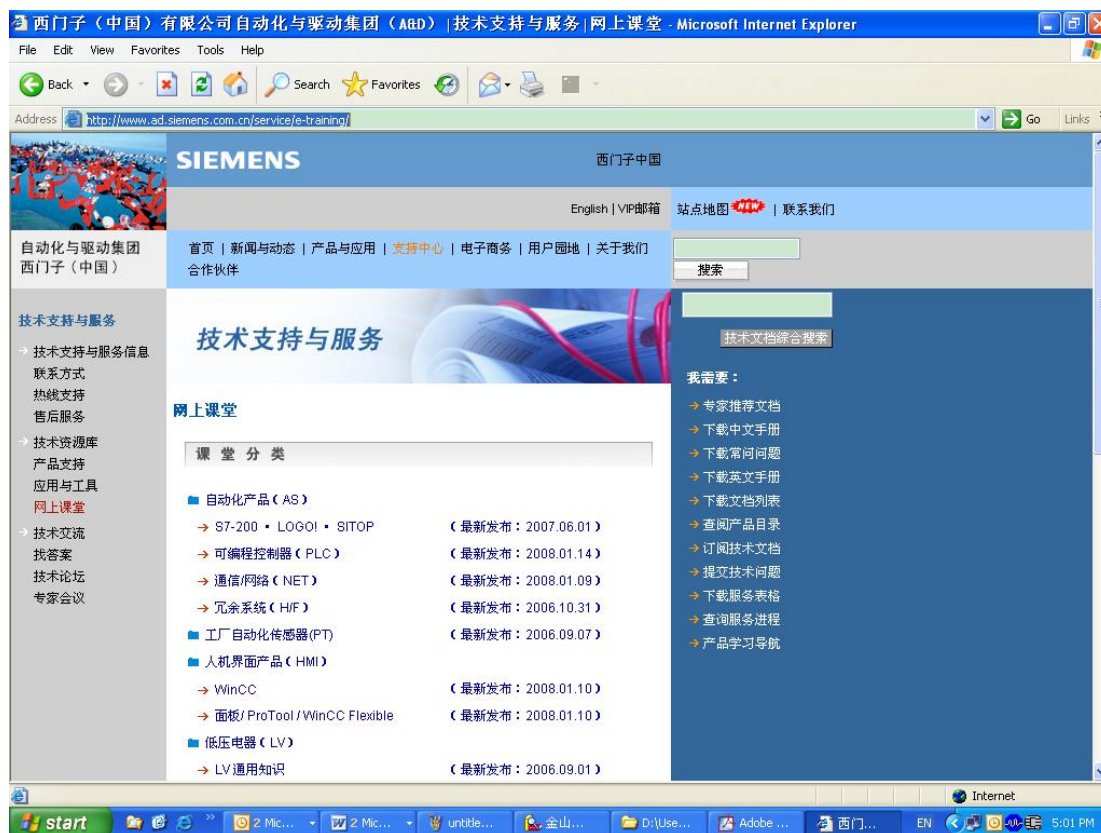 西门子（中国）有限公司自动化与驱动集团（A&D）|技术支持与服务|网上课堂 - Microsoft Internet Explorer
File Edit View Favorites Tools Help
Back Search Favorites
Address http://www.ad.siemens.com.cn/service/e-training/ Go Links
SIEMENS 西门子中国
English | VIP邮箱 站点地图 NEW | 联系我们
自动化与驱动集团
西门子（中国）
首页 | 新闻与动态 | 产品与应用 | 支持中心 | 电子商务 | 用户园地 | 关于我们
合作伙伴
搜索
技术支持与服务
技术支持与服务信息
联系方式
热线支持
售后服务
技术资源库
产品支持
应用与工具
网上课堂
技术交流
找答案
技术论坛
专家会议
技术支持与服务
网上课堂
课堂分类
自动化产品（AS）
S7-200 • LOGO! • SITOP （最新发布：2007.06.01）
可编程控制器（PLC） （最新发布：2008.01.14）
通信/网络（NET） （最新发布：2008.01.09）
冗余系统（H/F） （最新发布：2006.10.31）
工厂自动化传感器(PT) （最新发布：2006.09.07）
人机界面产品（HMI）
WinCC （最新发布：2008.01.10）
面板/ ProTool / WinCC Flexible （最新发布：2008.01.10）
低压电器（LV）
LV通用知识 （最新发布：2006.09.01）
技术文档综合搜索
我需要：
专家推荐文档
下载中文手册
下载常问问题
下载英文手册
下载文档列表
查阅产品目录
订阅技术文档
提交技术问题
下载服务表格
查询服务进程
产品学习导航
Internet
start 2 Mic... 2 Mic... untitle... 金山... D:\Use... Adobe ... 西门... EN 5:01 PM